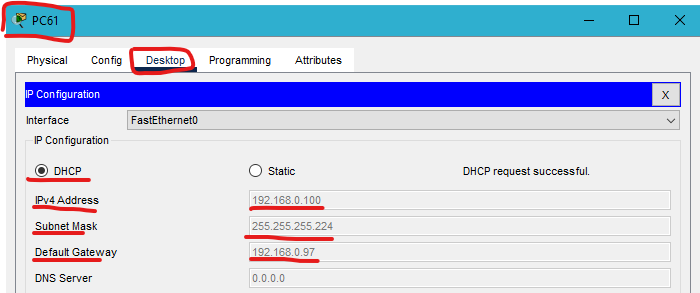 PC61
Physical Config Desktop Programming Attributes
IP Configuration X
Interface FastEthernet0
IP Configuration
DHCP Static DHCP request successful.
IPv4 Address 192.168.0.100
Subnet Mask 255.255.255.224
Default Gateway 192.168.0.97
DNS Server 0.0.0.0